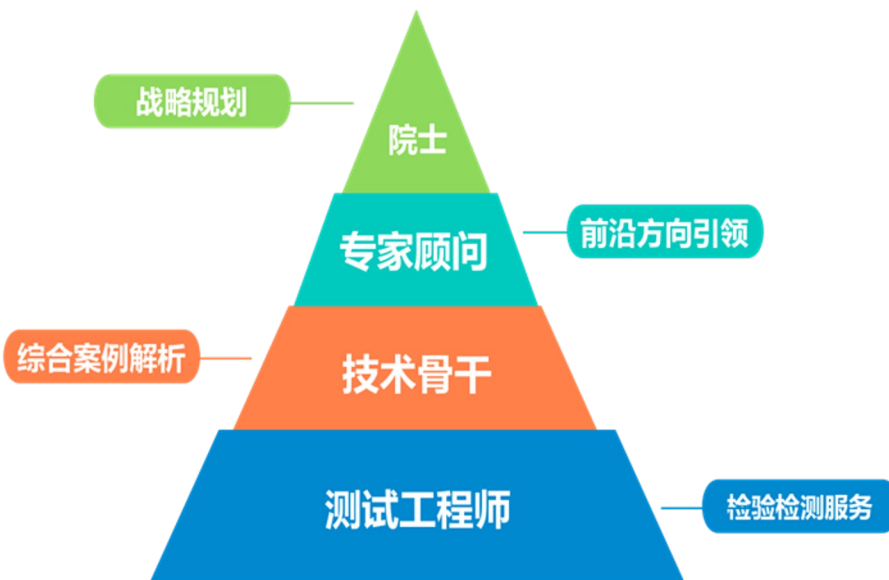 战略规划
院士
专家顾问
前沿方向引领
综合案例解析
技术骨干
测试工程师
检验检测服务